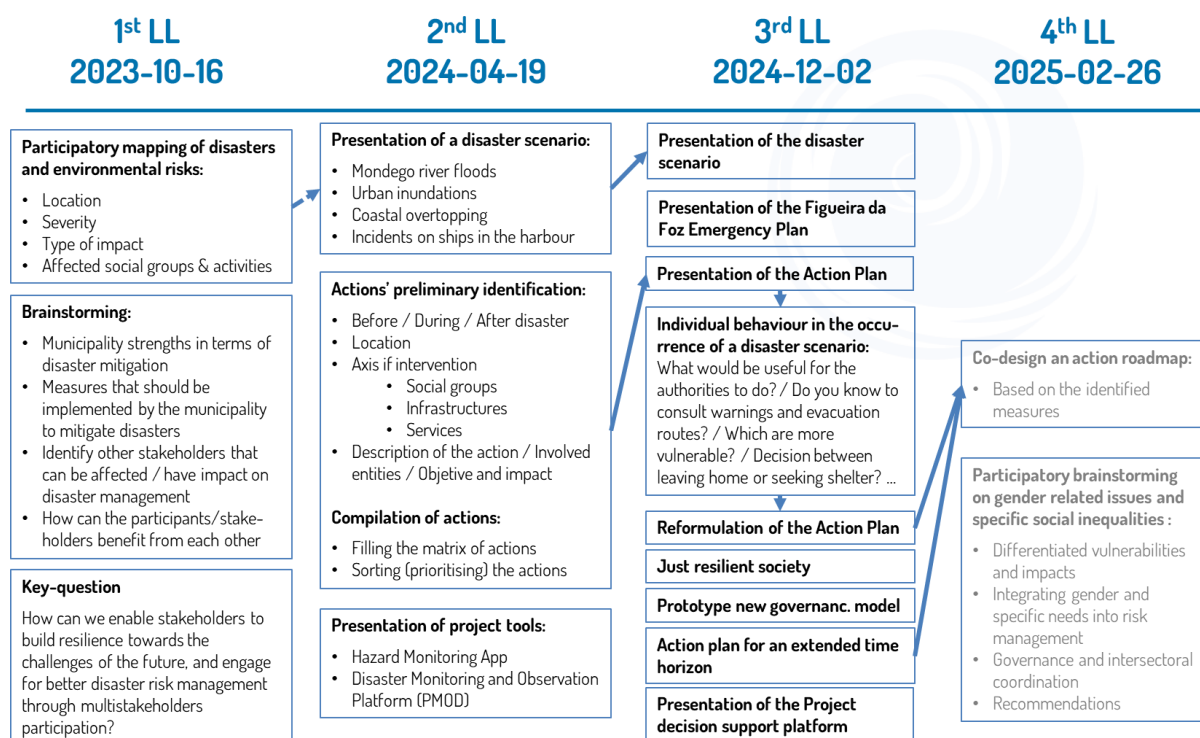 1st LL
2023-10-16
2nd LL
2024-04-19
3rd LL
2024-12-02
4th LL
2025-02-26
Participatory mapping of disasters
and environmental risks:
• Location
• Severity
• Type of impact
• Affected social groups & activities
Brainstorming:
• Municipality strengths in terms of
disaster mitigation
• Measures that should be
implemented by the municipality
to mitigate disasters
• Identify other stakeholders that
can be affected / have impact on
disaster management
• How can the participants/stake-
holders benefit from each other
Key-question
How can we enable stakeholders to
build resilience towards the
challenges of the future, and engage
for better disaster risk management
through multistakeholders
participation?
Presentation of a disaster scenario:
• Mondego river floods
• Urban inundations
• Coastal overtopping
• Incidents on ships in the harbour
Actions' preliminary identification:
• Before / During / After disaster
• Location
• Axis if intervention
• Social groups
• Infrastructures
• Services
• Description of the action / Involved
entities / Objetive and impact
Compilation of actions:
• Filling the matrix of actions
• Sorting (prioritising) the actions
Presentation of project tools:
• Hazard Monitoring App
• Disaster Monitoring and Observation
Platform (PMOD)
Presentation of the disaster
scenario
Presentation of the Figueira da
Foz Emergency Plan
Presentation of the Action Plan
Individual behaviour in the occu-
rrence of a disaster scenario:
What would be useful for the
authorities to do? / Do you know to
consult warnings and evacuation
routes? / Which are more
vulnerable? / Decision between
leaving home or seeking shelter? ...
Reformulation of the Action Plan
Just resilient society
Prototype new governanc. model
Action plan for an extended time
horizon
Presentation of the Project
decision support platform
Co-design an action roadmap:
• Based on the identified
measures
Participatory brainstorming
on gender related issues and
specific social inequalities :
• Differentiated vulnerabilities
and impacts
• Integrating gender and
specific needs into risk
management
• Governance and intersectoral
coordination
• Recommendations